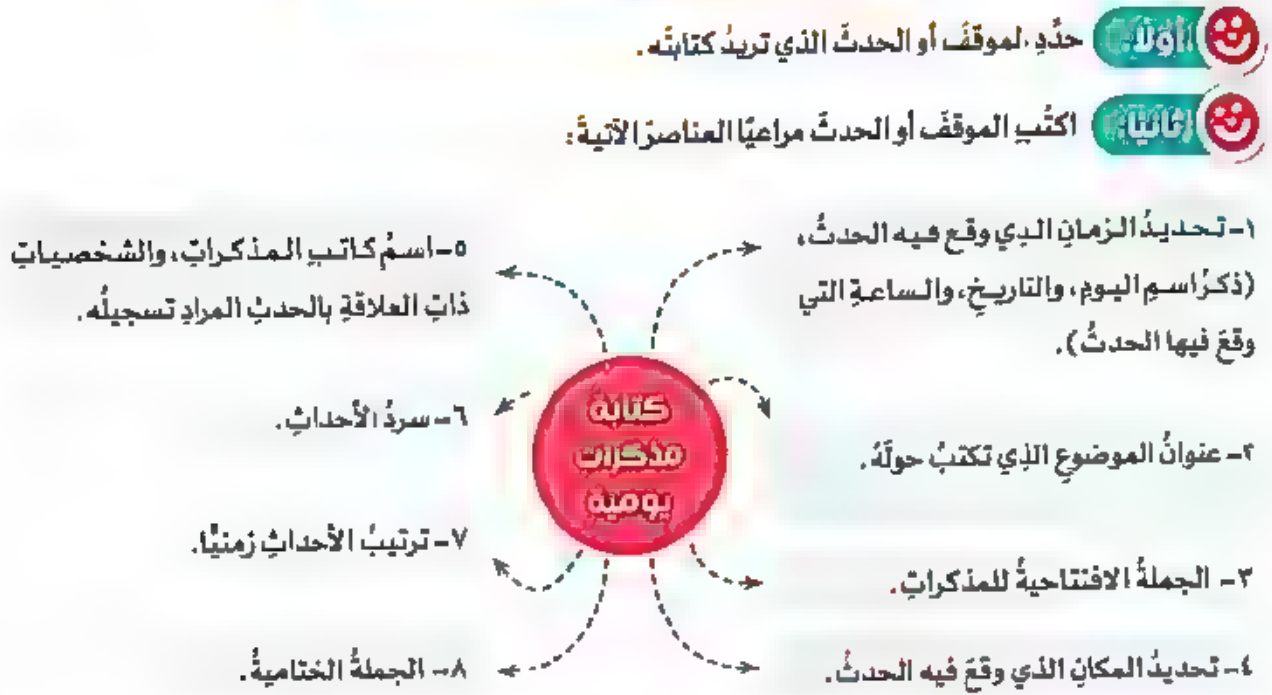 أولًا: حدِّدِ الموقفَ أو الحدثَ الذي تريدُ كتابتَه.
ثانيًا: اكتُبِ الموقفَ أو الحدثَ مراعيًا العناصرَ الآتيةَ:
١- تحديدُ الزمانِ الذي وقع فيه الحدثُ،
(ذكرُ اسمِ اليومِ، والتاريخِ، والساعةِ التي
وقعَ فيها الحدثُ).
٢- عنوانُ الموضوعِ الذِي تكتبُ حولَهُ.
٣- الجملةُ الافتتاحيةُ للمذكراتِ.
٤- تحديدُ المكانِ الذي وقعَ فيه الحدثُ.
٥- اسمُ كاتبِ المذكراتِ، والشخصياتِ
ذاتِ العلاقةِ بالحدثِ المرادِ تسجيلُه.
٦- سردُ الأحداثِ.
٧- ترتيبُ الأحداثِ زمنيًّا.
٨- الجملةُ الختاميةُ.
كتابةُ
مذكرات
يومية